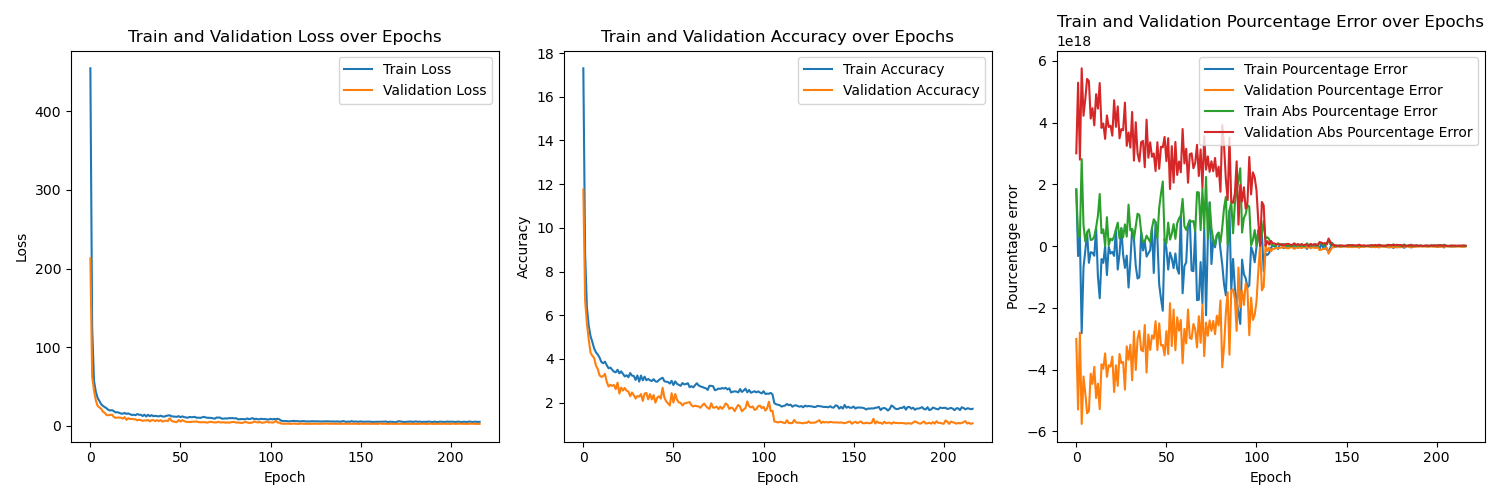 Train and Validation Loss over Epochs
Train Loss
Validation Loss
400
300
200
100
0
Loss
0 50 100 150 200
Epoch
Train and Validation Accuracy over Epochs
Train Accuracy
Validation Accuracy
18
16
14
12
10
8
6
4
2
Accuracy
0 50 100 150 200
Epoch
Train and Validation Pourcentage Error over Epochs
1e18
Train Pourcentage Error
Validation Pourcentage Error
Train Abs Pourcentage Error
Validation Abs Pourcentage Error
6
4
2
0
−2
−4
−6
Pourcentage error
0 50 100 150 200
Epoch